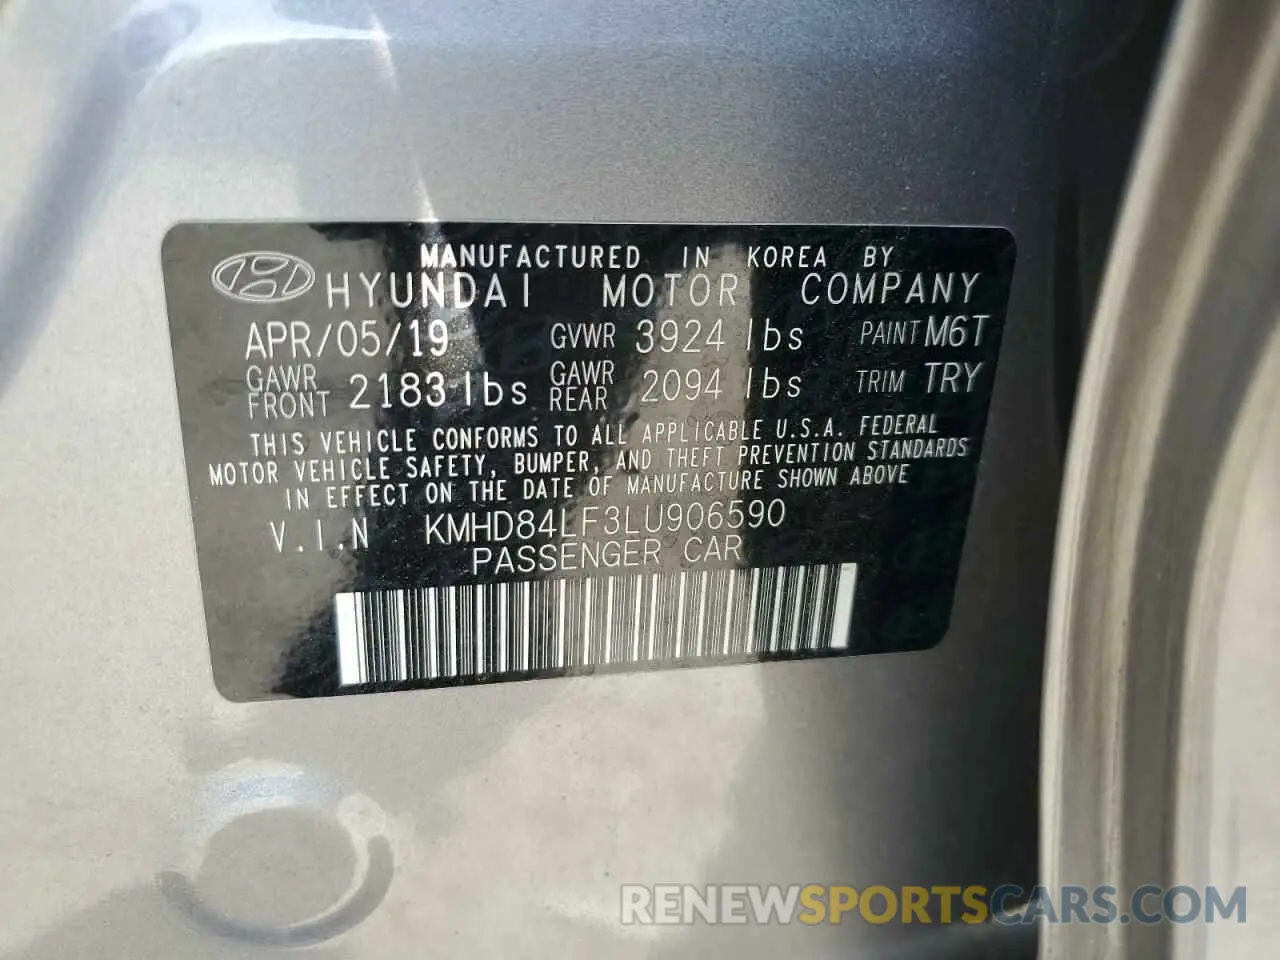 MANUFACTURED IN KOREA BY
HYUNDAI MOTOR COMPANY
APR/05/19 GVWR 3924 lbs PAINT M6T
GAWR FRONT 2183 lbs GAWR REAR 2094 lbs TRIM TRY
THIS VEHICLE CONFORMS TO ALL APPLICABLE U.S.A. FEDERAL
MOTOR VEHICLE SAFETY, BUMPER, AND THEFT PREVENTION STANDARDS
IN EFFECT ON THE DATE OF MANUFACTURE SHOWN ABOVE
V.I.N KMHD84LF3LU906590
PASSENGER CAR
RENEWSPORTSCARS.COM